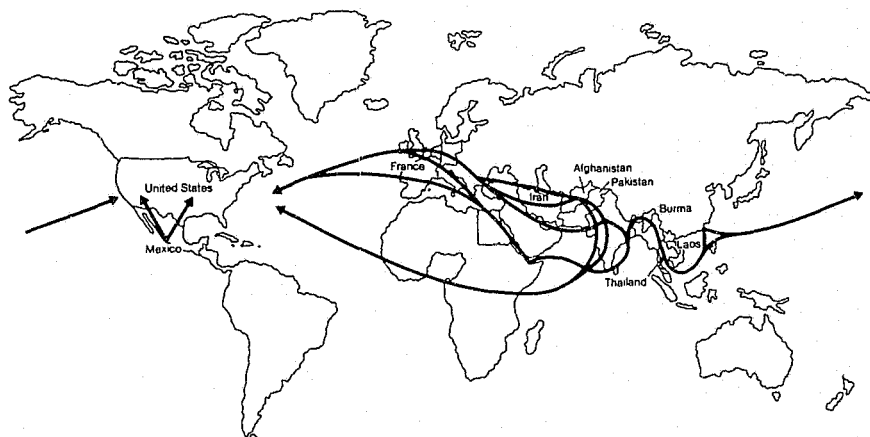 France
Afghanistan
Pakistan
Iran
United States
Burma
Mexico
Laos
Thailand